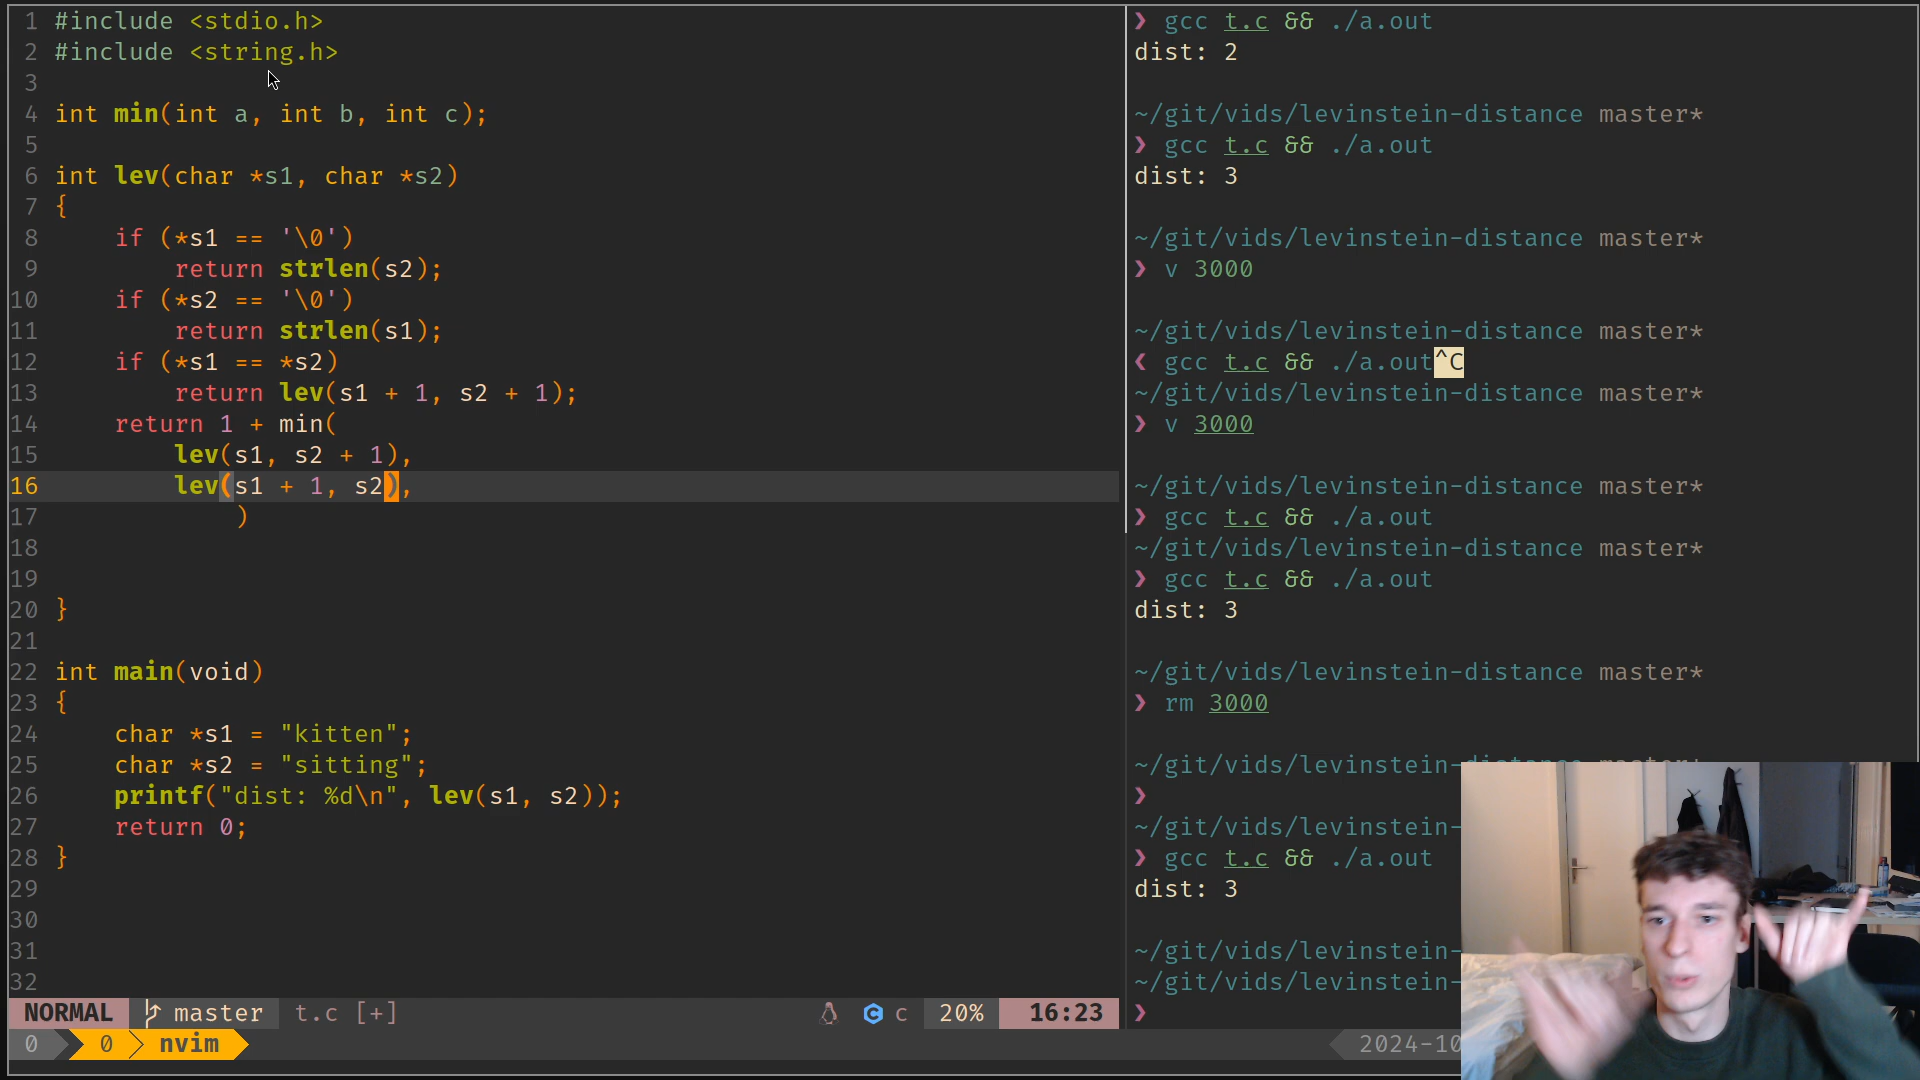 1 #include <stdio.h>
2 #include <string.h>
3
4 int min(int a, int b, int c);
5
6 int lev(char *s1, char *s2)
7 {
8     if (*s1 == '\0')
9         return strlen(s2);
10     if (*s2 == '\0')
11         return strlen(s1);
12     if (*s1 == *s2)
13         return lev(s1 + 1, s2 + 1);
14     return 1 + min(
15         lev(s1, s2 + 1),
16         lev(s1 + 1, s2),
17             )
18
19
20 }
21
22 int main(void)
23 {
24     char *s1 = "kitten";
25     char *s2 = "sitting";
26     printf("dist: %d\n", lev(s1, s2));
27     return 0;
28 }
29
30
31
32
NORMAL master t.c [+] c 20% 16:23
0 0 nvim 2024-10
❯ gcc t.c && ./a.out
dist: 2
~/git/vids/levinstein-distance master*
❯ gcc t.c && ./a.out
dist: 3
~/git/vids/levinstein-distance master*
❯ v 3000
~/git/vids/levinstein-distance master*
❮ gcc t.c && ./a.out^C
~/git/vids/levinstein-distance master*
❯ v 3000
~/git/vids/levinstein-distance master*
❯ gcc t.c && ./a.out
~/git/vids/levinstein-distance master*
❯ gcc t.c && ./a.out
dist: 3
~/git/vids/levinstein-distance master*
❯ rm 3000
~/git/vids/levinstein-
❯
~/git/vids/levinstein-
❯ gcc t.c && ./a.out
dist: 3
~/git/vids/levinstein-
~/git/vids/levinstein-
❯